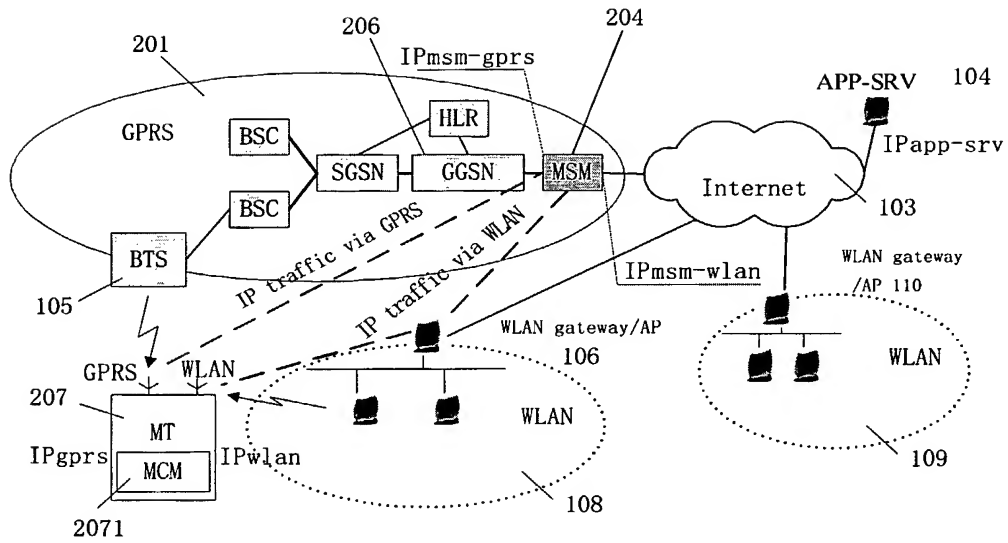 201
206
204
IPmsm-gprs
APP-SRV
104
GPRS
HLR
BSC
IPapp-srv
SGSN
GGSN
MSM
Internet
103
BSC
IP traffic via GPRS
IP traffic via WLAN
BTS
IPmsm-wlan
WLAN gateway
/AP 110
105
WLAN gateway/AP
106
GPRS
WLAN
WLAN
207
MT
WLAN
IPgprs
IPwlan
MCM
109
2071
108